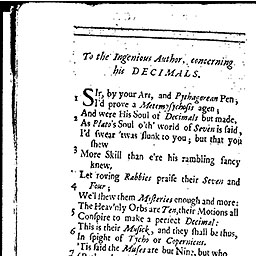 To the Ingenious Author, concerning
his DECIMALS.
1 SIr, by your Art, and Pythagorean Pen,
I'd prove a Metempsychosis agen;
And were His Soul of Decimals but made,
2 As Plato's Soul o'th' world of Seven is said,
I'd swear 'twas slunk to you; but that you
shew
3 More Skill than e're his rambling fancy
knew,
Let roving Rabbies praise their Seven and
4 Four;
We'l shew them Misteries enough and more:
The Heav'nly Orbs are Ten, their Motions all
5 Conspire to make a perfect Decimal:
6 This is their Musick, and they shall be thus,
In spight of Tycho or Copernicus.
'Tis said the Muses are but Nine, but who